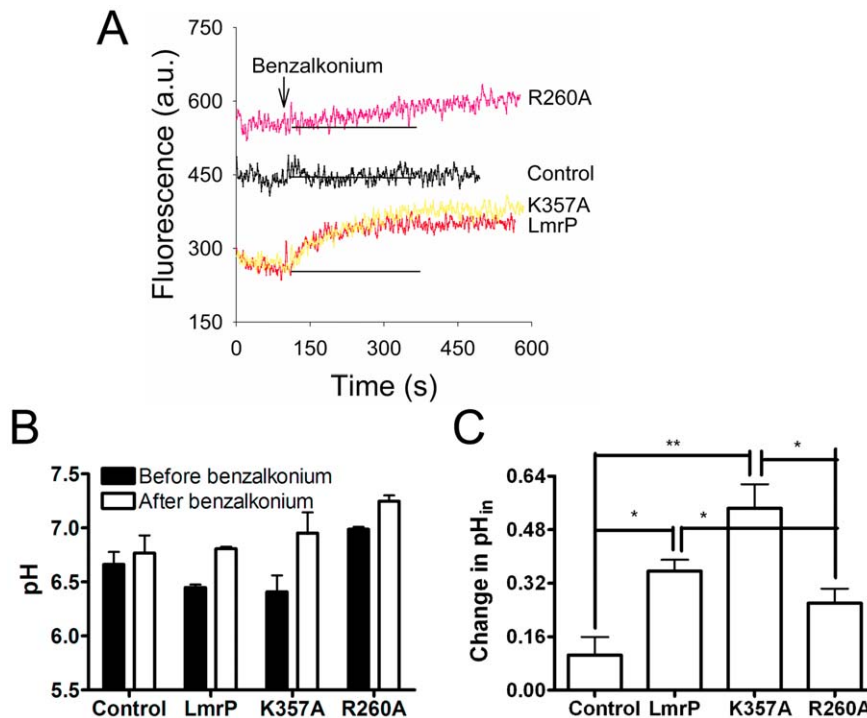 A
750
600
450
300
150
Fluorescence (a.u.)
Benzalkonium
R260A
Control
K357A
LmrP
0
150
300
450
600
Time (s)
B
7.5
7.0
6.5
6.0
5.5
pH
Before benzalkonium
After benzalkonium
Control LmrP K357A R260A
C
** *
* *
0.64
0.48
0.32
0.16
0.00
Change in pHin
Control LmrP K357A R260A